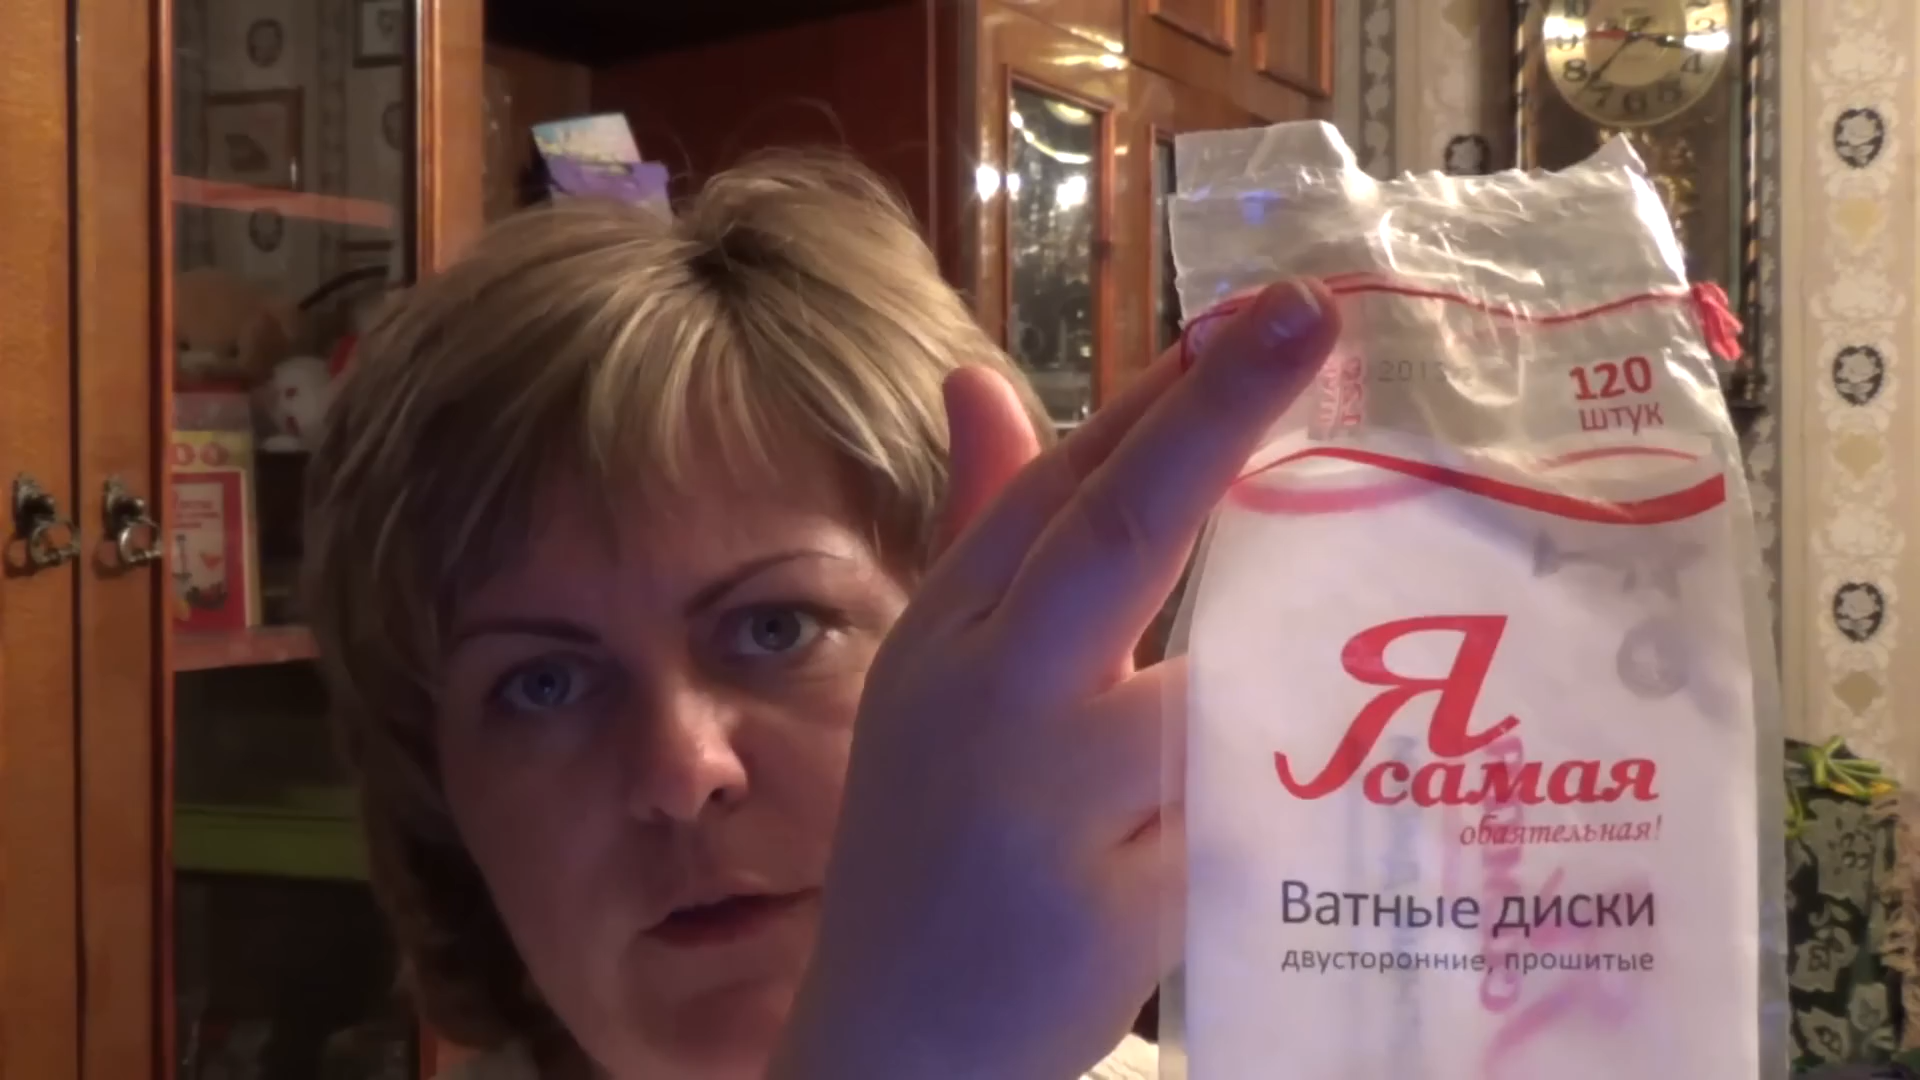 120
штук
Я
самая
обаятельная!
Ватные диски
двусторонние, прошитые